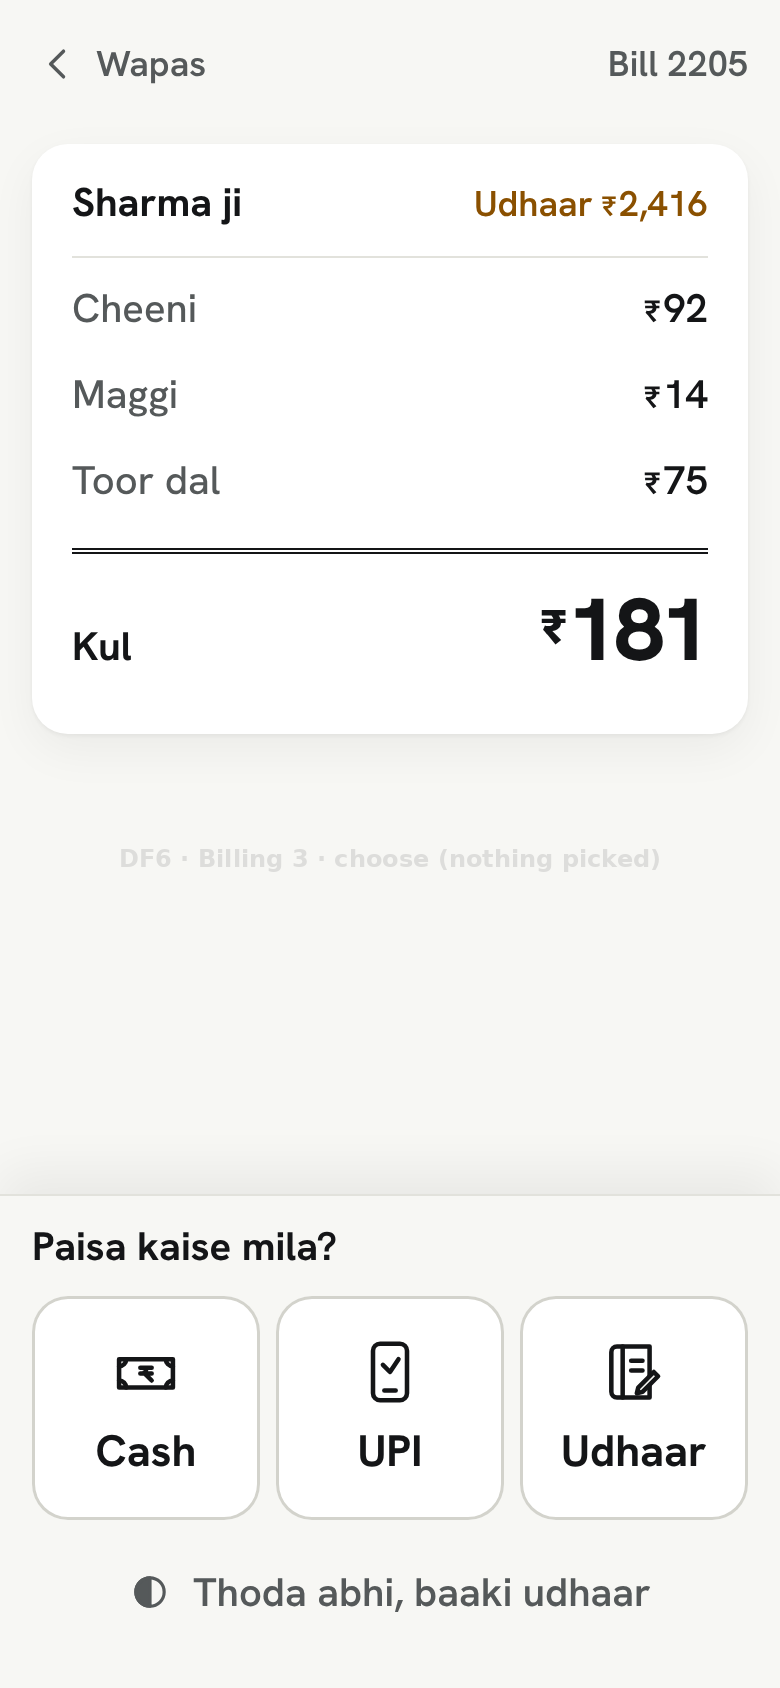 Wapas Bill 2205
Sharma ji Udhaar ₹2,416
Cheeni ₹92
Maggi ₹14
Toor dal ₹75
Kul ₹181
DF6 · Billing 3 · choose (nothing picked)
Paisa kaise mila?
Cash UPI Udhaar
Thoda abhi, baaki udhaar